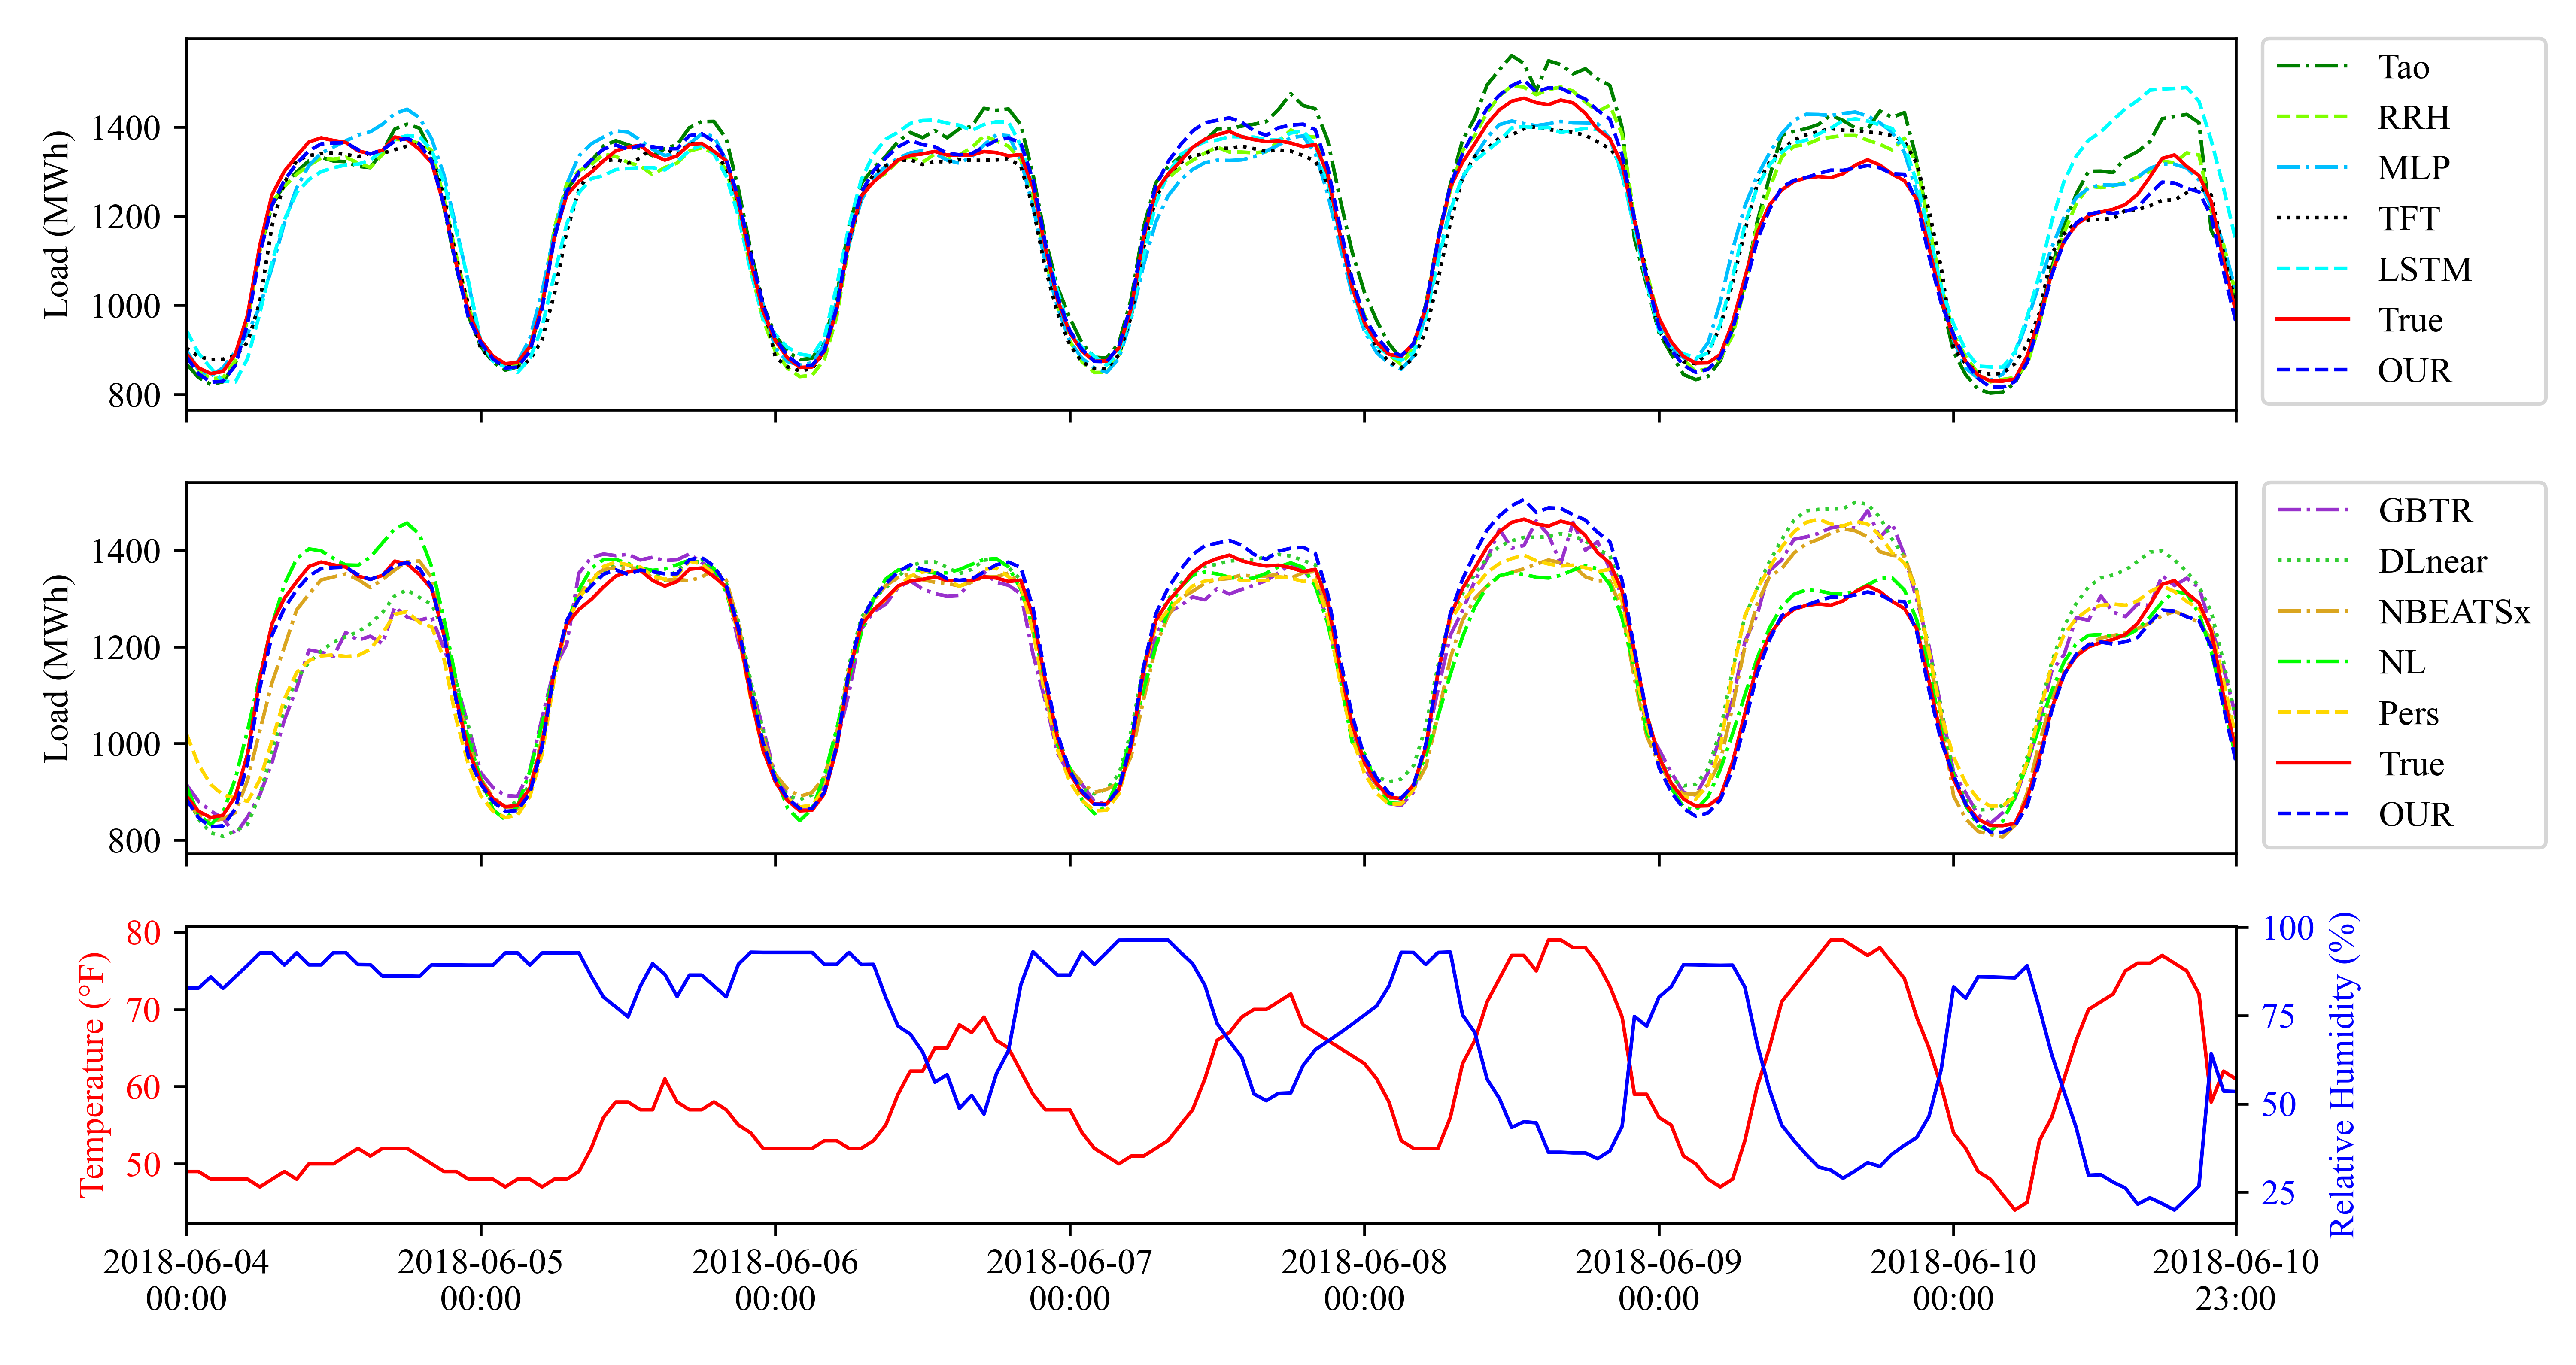 Load (MWh)
1400
1200
1000
800
Tao
RRH
MLP
TFT
LSTM
True
OUR
Load (MWh)
1400
1200
1000
800
GBTR
DLnear
NBEATSx
NL
Pers
True
OUR
Temperature (°F)
80
70
60
50
100
75
50
25
Relative Humidity (%)
2018-06-04
00:00
2018-06-05
00:00
2018-06-06
00:00
2018-06-07
00:00
2018-06-08
00:00
2018-06-09
00:00
2018-06-10
00:00
2018-06-10
23:00